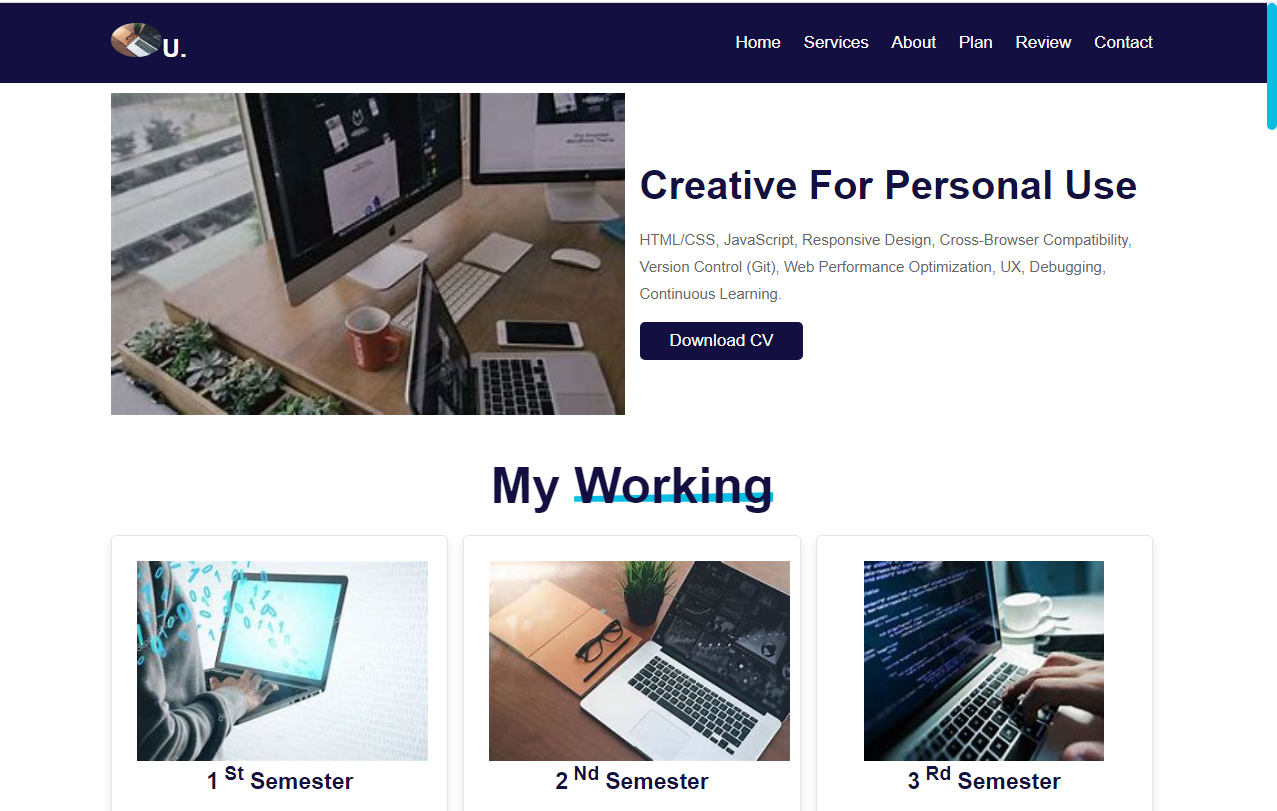 U.
Home Services About Plan Review Contact
Creative For Personal Use
HTML/CSS, JavaScript, Responsive Design, Cross-Browser Compatibility,
Version Control (Git), Web Performance Optimization, UX, Debugging,
Continuous Learning.
Download CV
My Working
1 St Semester
2 Nd Semester
3 Rd Semester